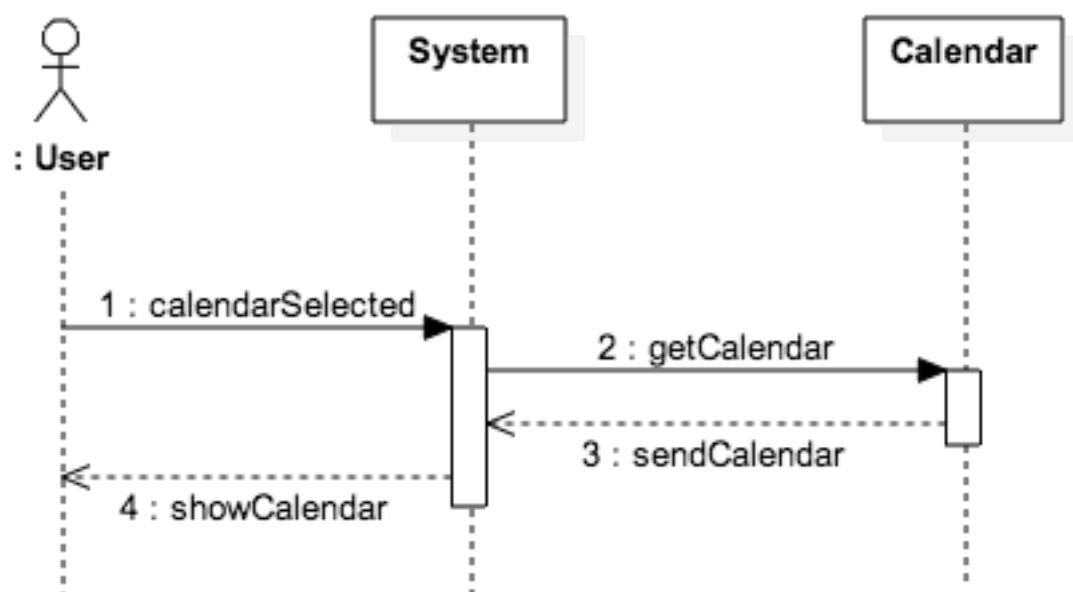 System
Calendar
: User
1 : calendarSelected
2 : getCalendar
3 : sendCalendar
4 : showCalendar